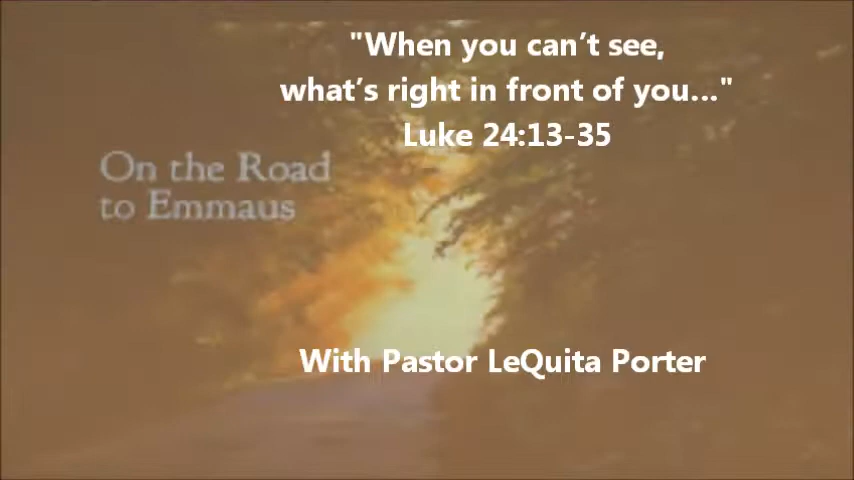 "When you can’t see,
what’s right in front of you…"
Luke 24:13-35
On the Road
to Emmaus
With Pastor LeQuita Porter